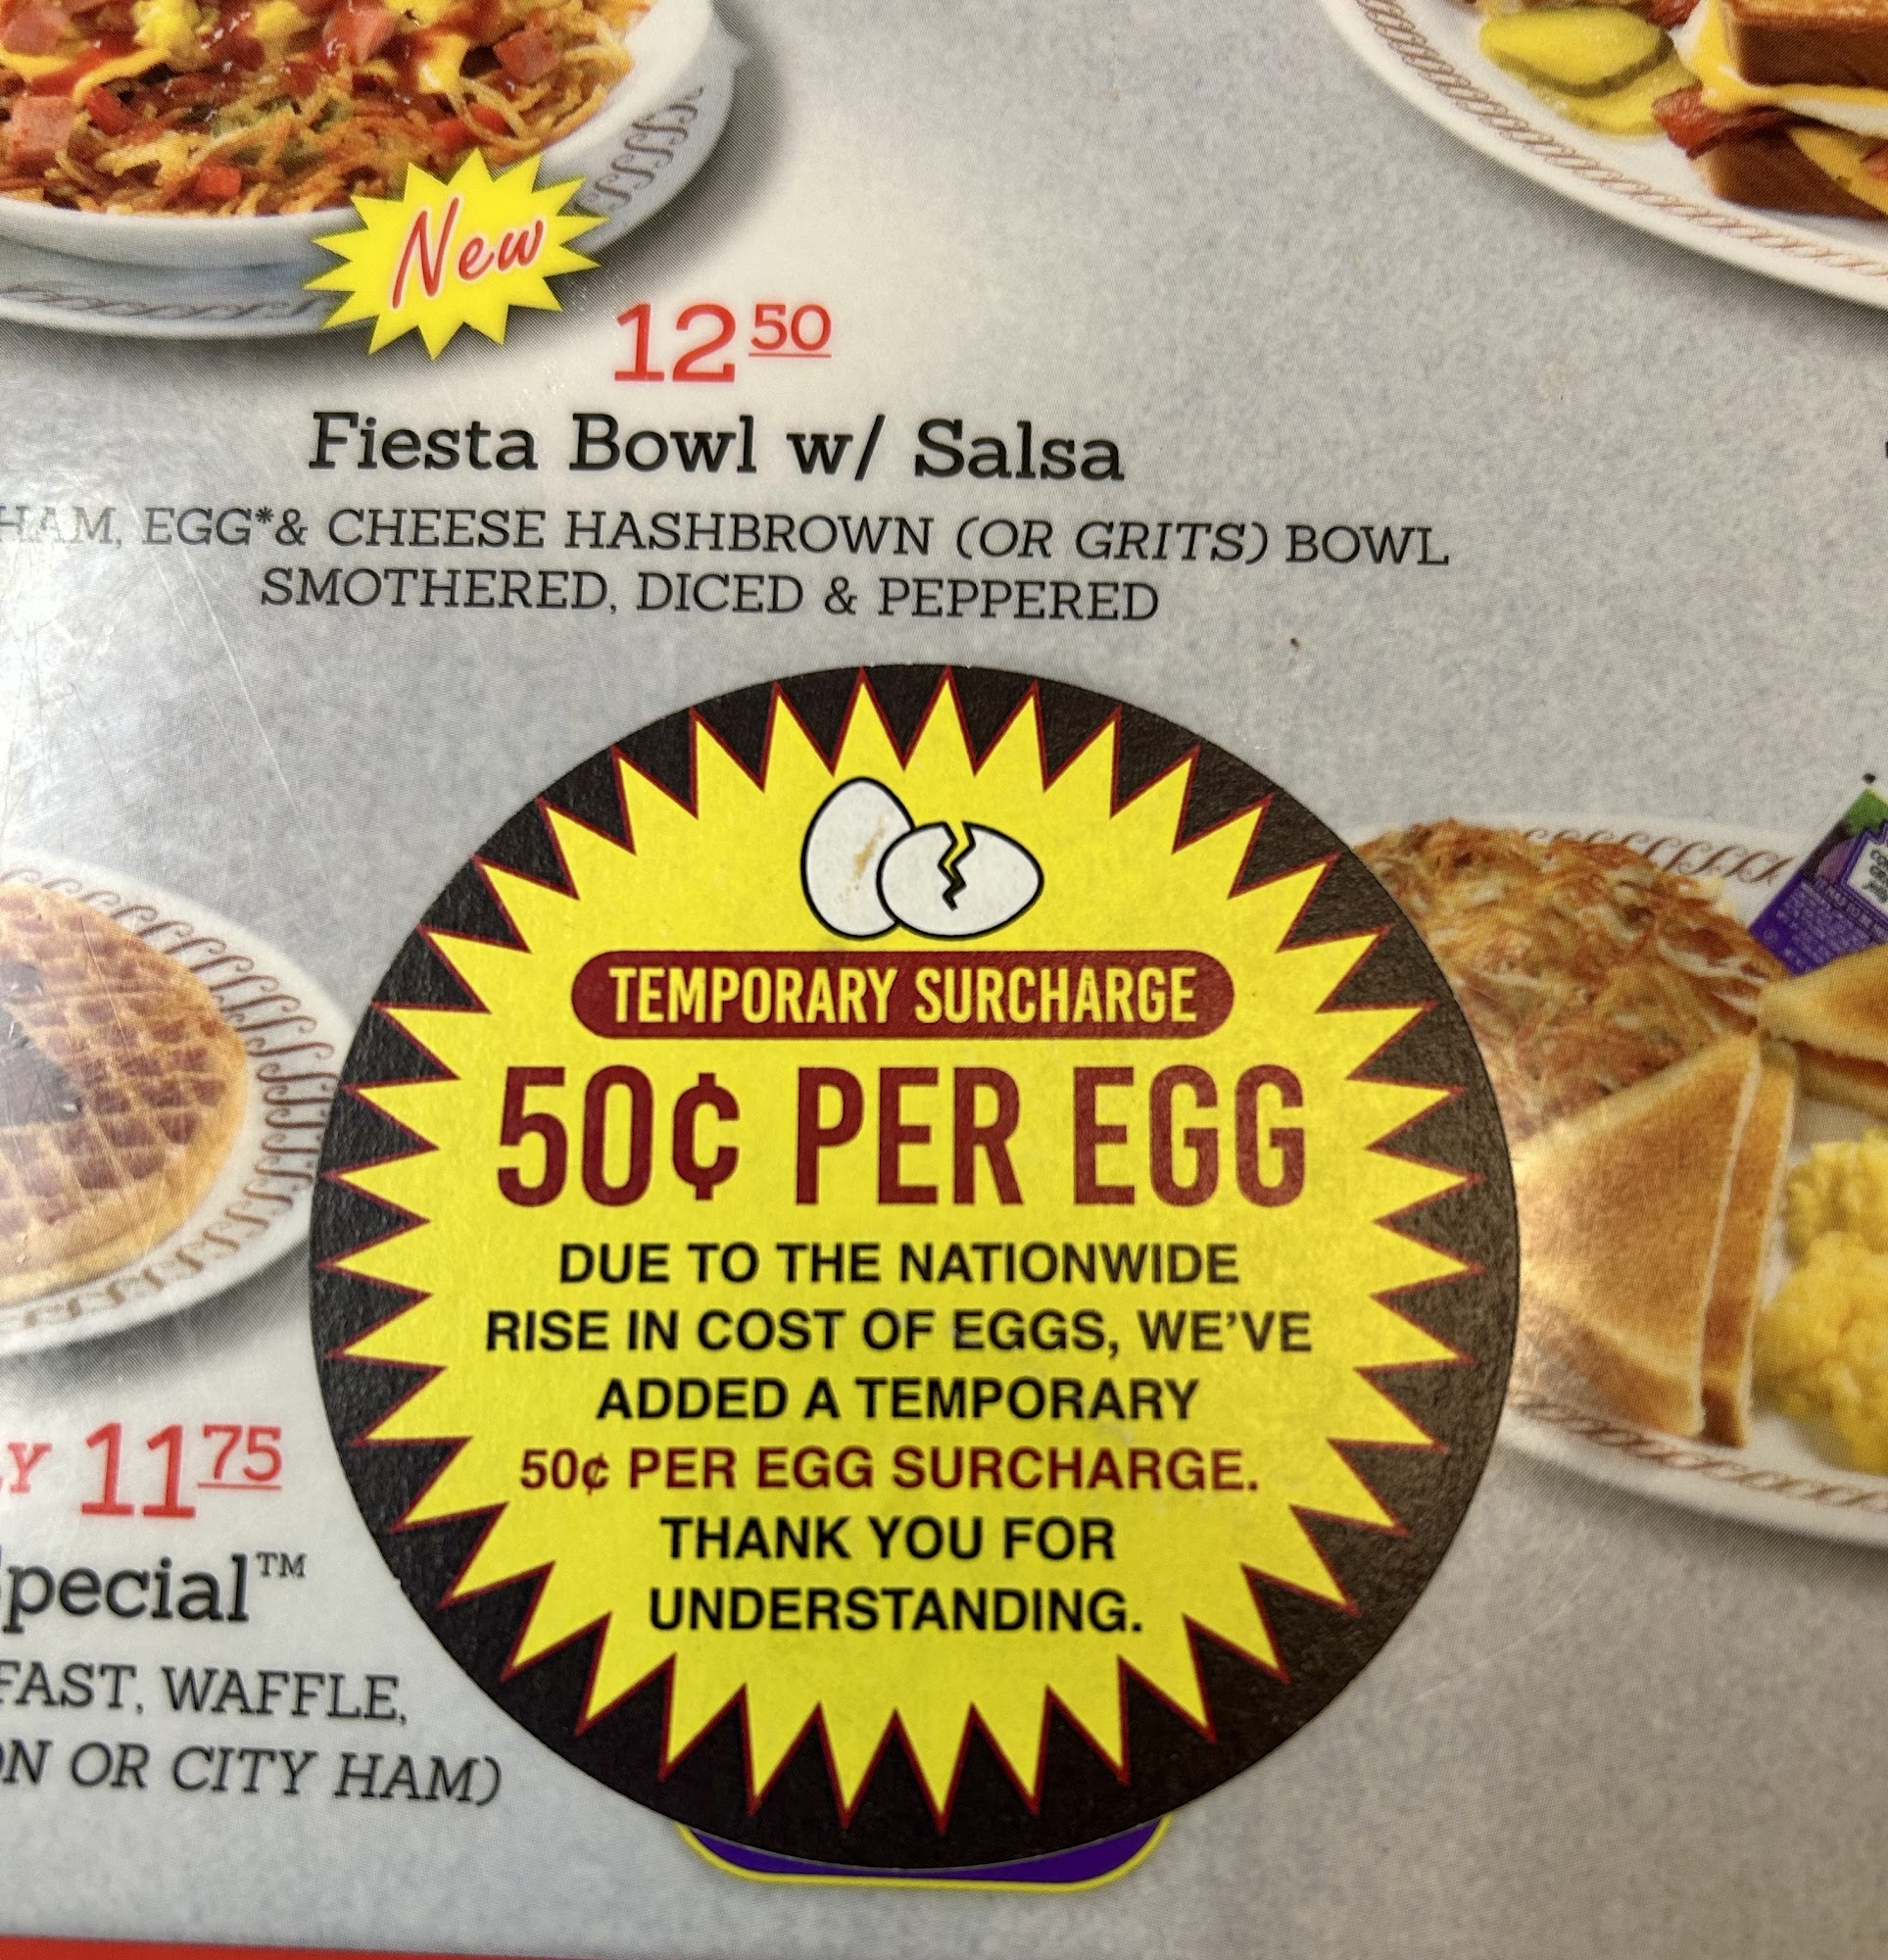 New
12 50
Fiesta Bowl w/ Salsa
HAM, EGG*& CHEESE HASHBROWN (OR GRITS) BOWL
SMOTHERED, DICED & PEPPERED
TEMPORARY SURCHARGE
50¢ PER EGG
DUE TO THE NATIONWIDE
RISE IN COST OF EGGS, WE'VE
ADDED A TEMPORARY
50¢ PER EGG SURCHARGE.
THANK YOU FOR
UNDERSTANDING.
LY 11 75
Special™
FAST, WAFFLE,
ON OR CITY HAM)